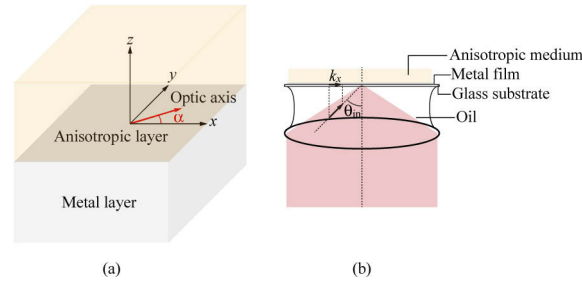 z
y
Optic axis
α
x
Anisotropic layer
Metal layer
(a)
Anisotropic medium
Metal film
Glass substrate
Oil
kx
θin
(b)